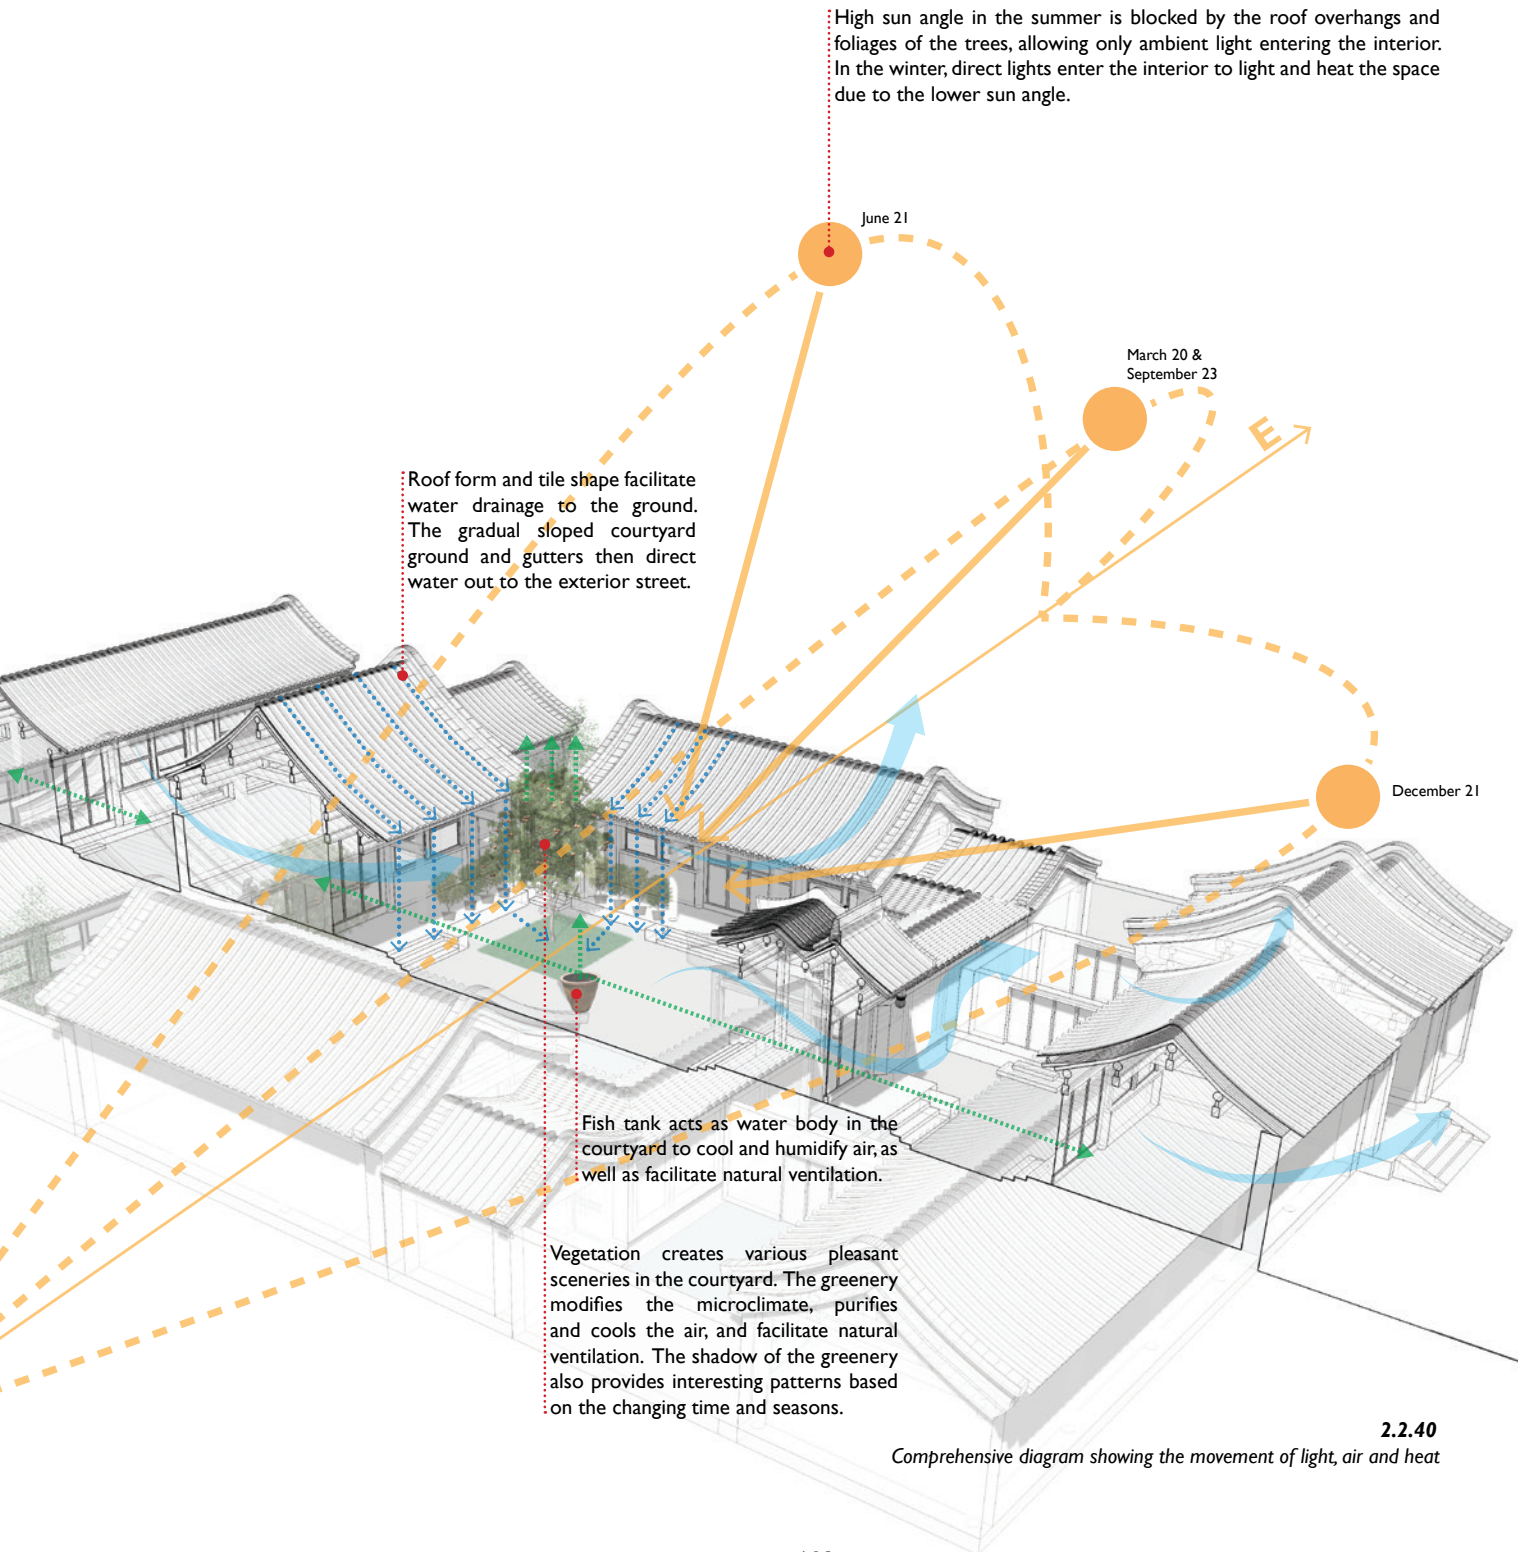 High sun angle in the summer is blocked by the roof overhangs and
foliages of the trees, allowing only ambient light entering the interior.
In the winter, direct lights enter the interior to light and heat the space
due to the lower sun angle.
June 21
March 20 &
September 23
E
Roof form and tile shape facilitate
water drainage to the ground.
The gradual sloped courtyard
ground and gutters then direct
water out to the exterior street.
December 21
Fish tank acts as water body in the
courtyard to cool and humidify air, as
well as facilitate natural ventilation.
Vegetation creates various pleasant
sceneries in the courtyard. The greenery
modifies the microclimate, purifies
and cools the air, and facilitate natural
ventilation. The shadow of the greenery
also provides interesting patterns based
on the changing time and seasons.
2.2.40
Comprehensive diagram showing the movement of light, air and heat